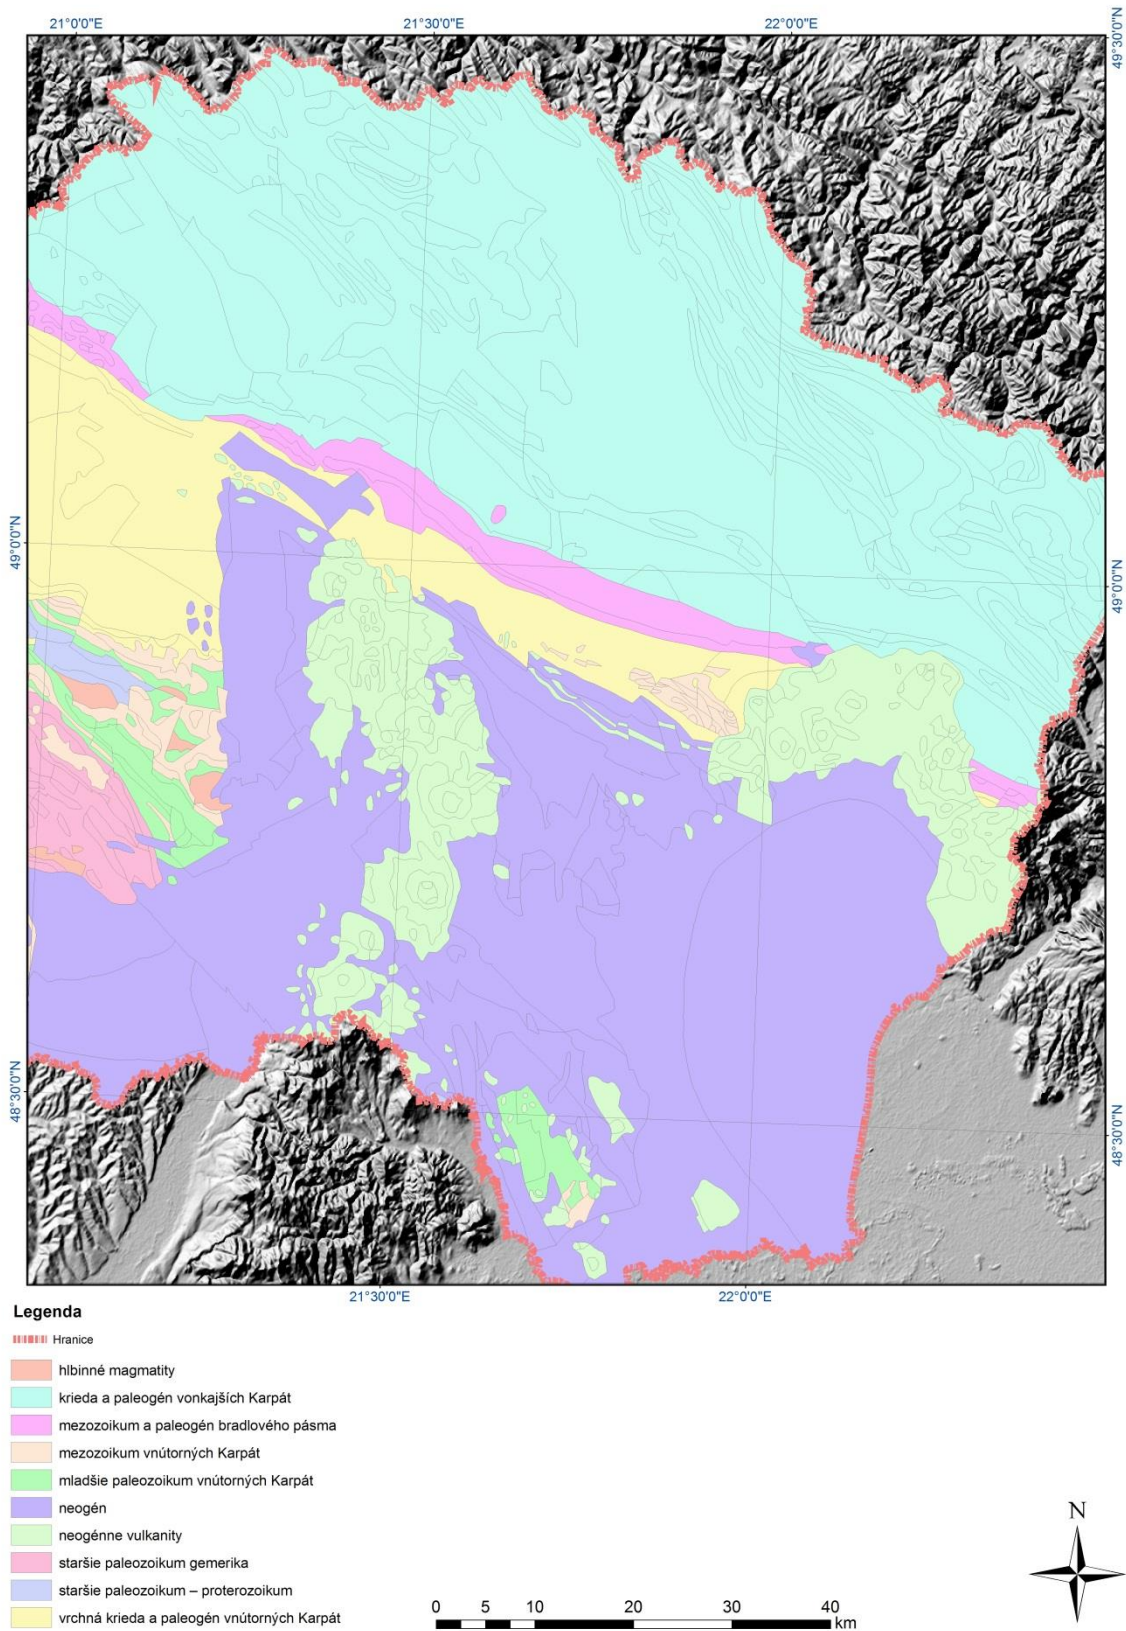 21°0'0"E 21°30'0"E 22°0'0"E
49°30'0"N
49°0'0"N
49°0'0"N
48°30'0"N
48°30'0"N
21°30'0"E 22°0'0"E
Legenda
Hranice
hlbinné magmatity
krieda a paleogén vonkajších Karpát
mezozoikum a paleogén bradlového pásma
mezozoikum vnútorných Karpát
mladšie paleozoikum vnútorných Karpát
neogén
neogénne vulkanity
staršie paleozoikum gemerika
staršie paleozoikum – proterozoikum
vrchná krieda a paleogén vnútorných Karpát
N
0 5 10 20 30 40
km